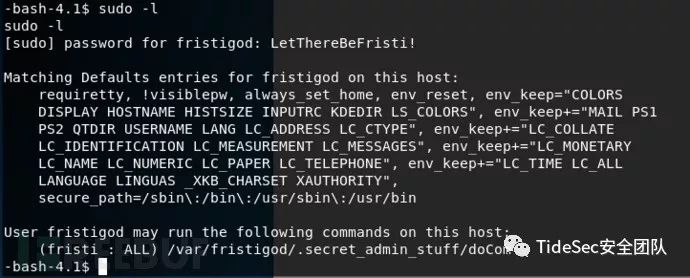 -bash-4.1$ sudo -l
sudo -l
[sudo] password for fristigod: LetThereBeFristi!
Matching Defaults entries for fristigod on this host:
requiretty, !visiblepw, always_set_home, env_reset, env_keep="COLORS
DISPLAY HOSTNAME HISTSIZE INPUTRC KDEDIR LS_COLORS", env_keep+="MAIL PS1
PS2 QTDIR USERNAME LANG LC_ADDRESS LC_CTYPE", env_keep+="LC_COLLATE
LC_IDENTIFICATION LC_MEASUREMENT LC_MESSAGES", env_keep+="LC_MONETARY
LC_NAME LC_NUMERIC LC_PAPER LC_TELEPHONE", env_keep+="LC_TIME LC_ALL
LANGUAGE LINGUAS _XKB_CHARSET XAUTHORITY",
secure_path=/sbin\:/bin\:/usr/sbin\:/usr/bin
User fristigod may run the following commands on this host:
(fristi : ALL) /var/fristigod/.secret_admin_stuff/doCom
TideSec安全团队
-bash-4.1$